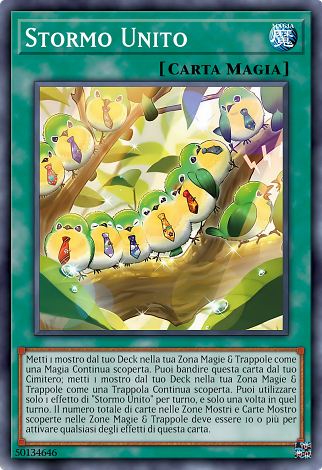 Stormo Unito
MAGIA
魔
[Carta Magia]
Metti 1 mostro dal tuo Deck nella tua Zona Magie & Trappole come
una Magia Continua scoperta. Puoi bandire questa carta dal tuo
Cimitero; metti 1 mostro dal tuo Deck nella tua Zona Magie &
Trappole come una Trappola Continua scoperta. Puoi utilizzare
solo 1 effetto di "Stormo Unito" per turno, e solo una volta in quel
turno. Il numero totale di carte nelle Zone Mostri e Carte Mostro
scoperte nelle Zone Magie & Trappole deve essere 10 o più per
attivare qualsiasi degli effetti di questa carta.
50134646